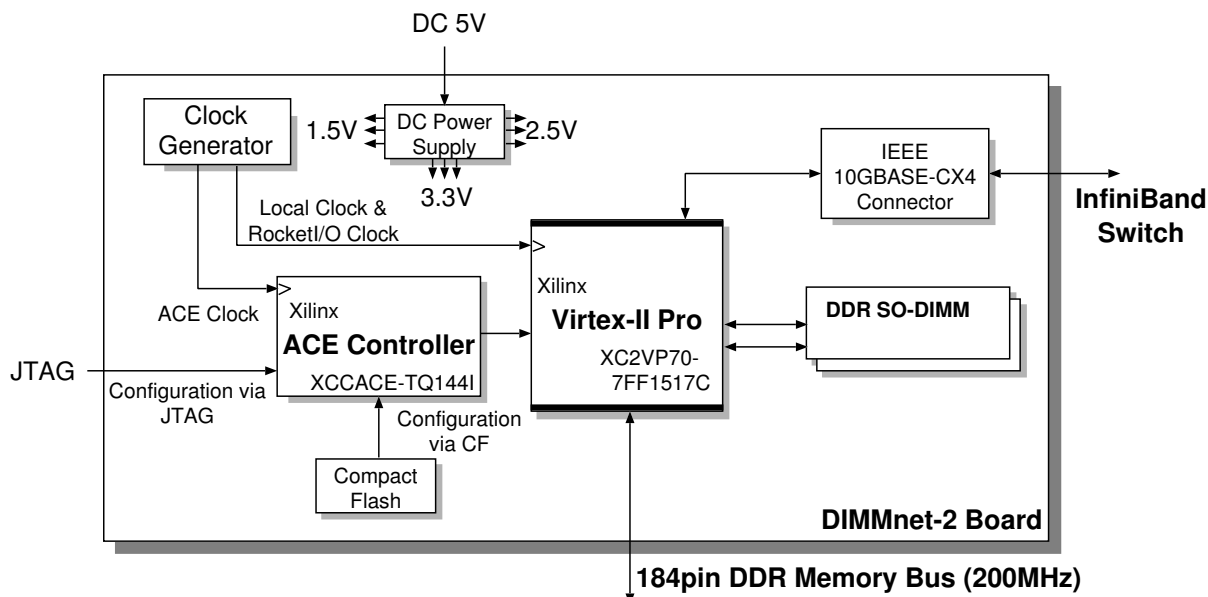 DC 5V
Clock
Generator
1.5V
DC Power
Supply
2.5V
3.3V
IEEE
10GBASE-CX4
Connector
InfiniBand
Switch
Local Clock &
RocketI/O Clock
>
Xilinx
Virtex-II Pro
XC2VP70-
7FF1517C
DDR SO-DIMM
ACE Clock
>
Xilinx
ACE Controller
XCCACE-TQ144I
JTAG
Configuration via
JTAG
Configuration
via CF
Compact
Flash
DIMMnet-2 Board
184pin DDR Memory Bus (200MHz)